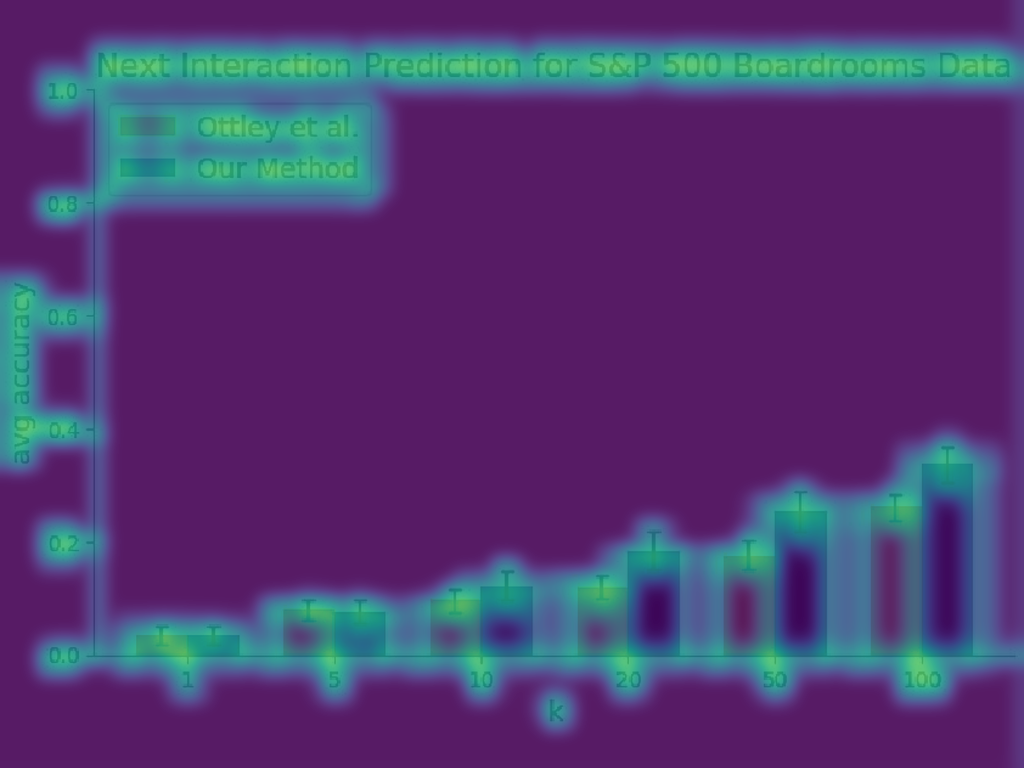 Next Interaction Prediction for S&P 500 Boardrooms Data
Ottley et al.
Our Method
avg accuracy
1.0
0.8
0.6
0.4
0.2
0.0
1 5 10 20 50 100
k